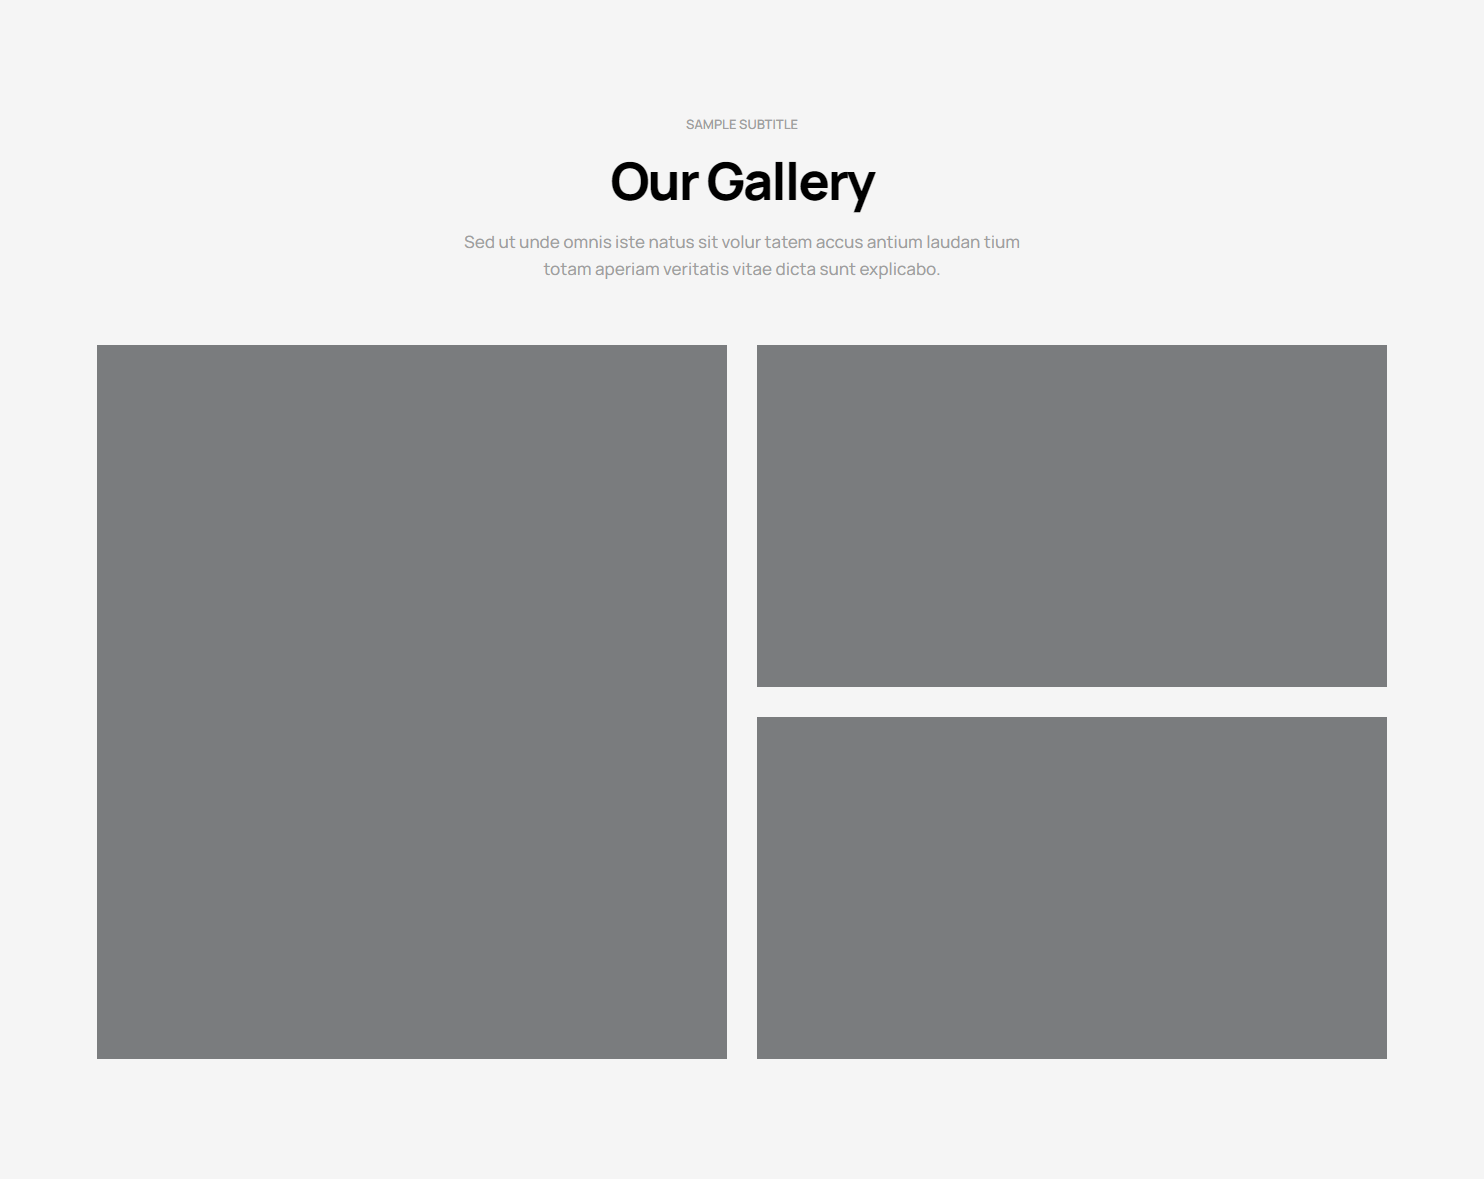 SAMPLE SUBTITLE
Our Gallery
Sed ut unde omnis iste natus sit volur tatem accus antium laudan tium
totam aperiam veritatis vitae dicta sunt explicabo.